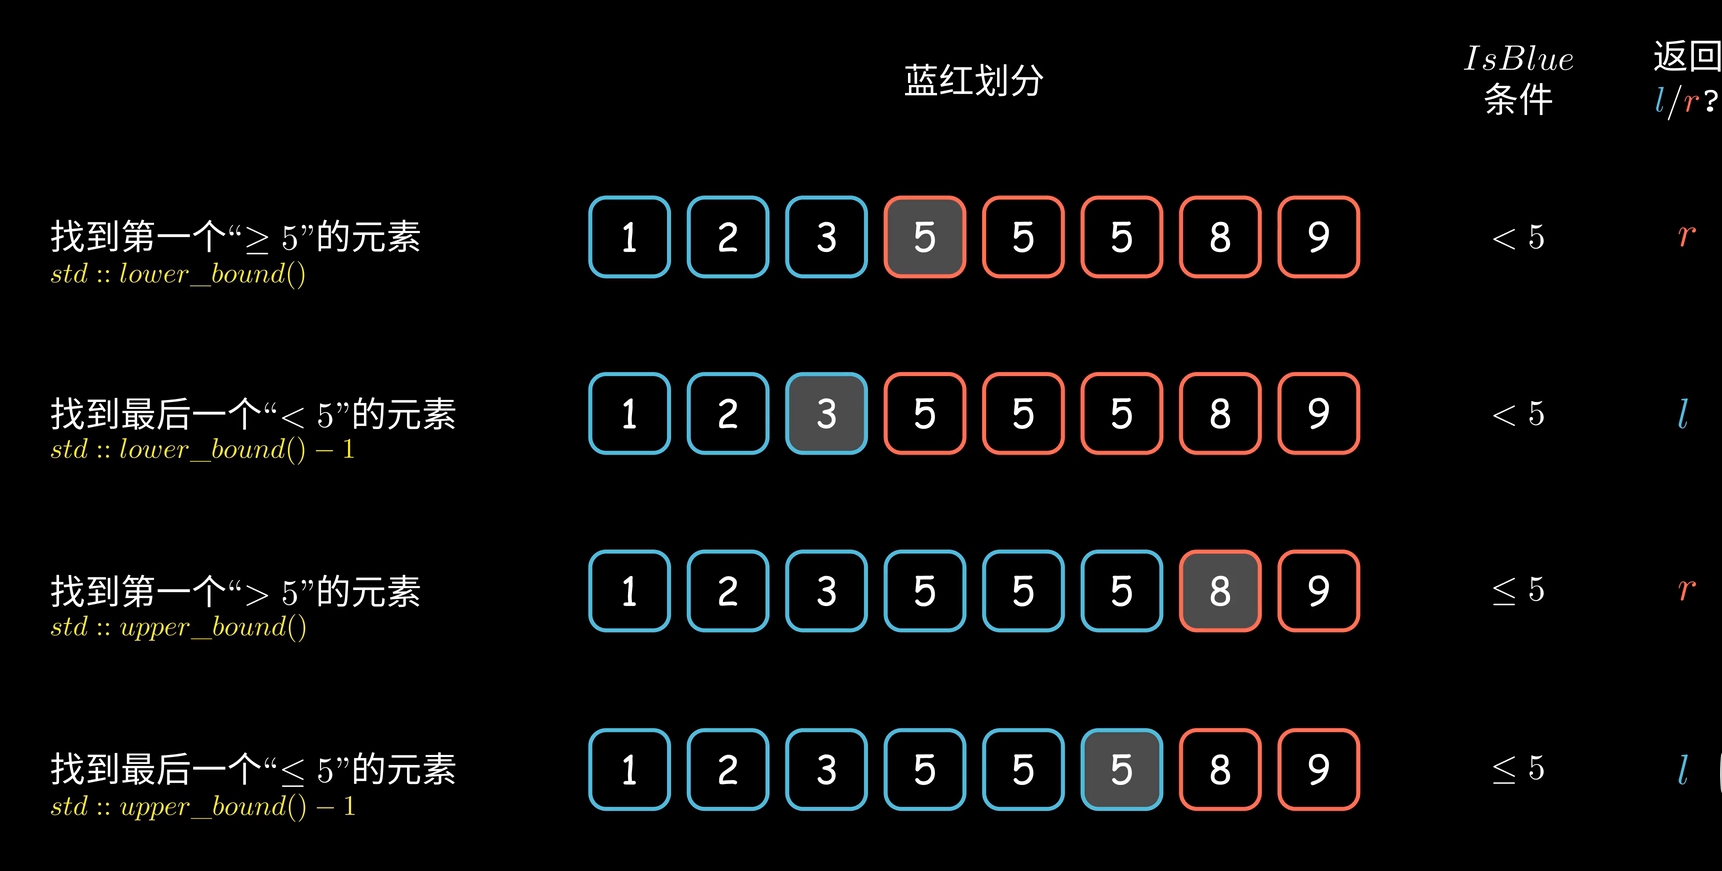 蓝红划分
IsBlue
条件
返回
l/r?
找到第一个“≥ 5”的元素
std :: lower_bound()
1 2 3 5 5 5 8 9
< 5
r
找到最后一个“< 5”的元素
std :: lower_bound() − 1
1 2 3 5 5 5 8 9
< 5
l
找到第一个“> 5”的元素
std :: upper_bound()
1 2 3 5 5 5 8 9
≤ 5
r
找到最后一个“≤ 5”的元素
std :: upper_bound() − 1
1 2 3 5 5 5 8 9
≤ 5
l